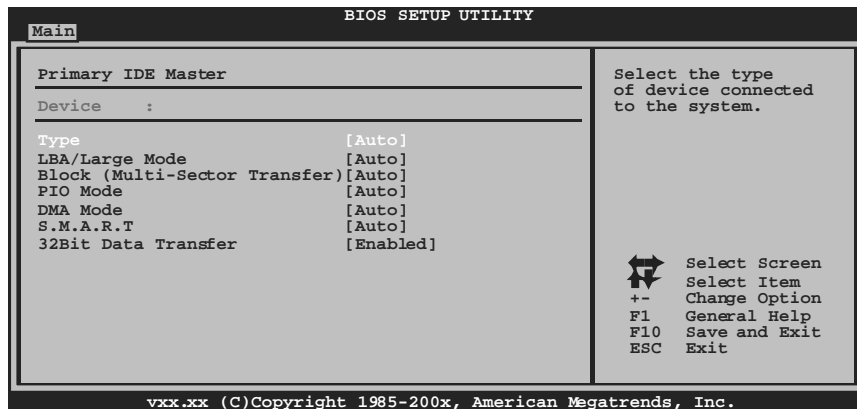 BIOS SETUP UTILITY
Main
Primary IDE Master
Device :
Type [Auto]
LBA/Large Mode [Auto]
Block (Multi-Sector Transfer)[Auto]
PIO Mode [Auto]
DMA Mode [Auto]
S.M.A.R.T [Auto]
32Bit Data Transfer [Enabled]
Select the type
of device connected
to the system.
Select Screen
Select Item
+- Change Option
F1 General Help
F10 Save and Exit
ESC Exit
vxx.xx (C)Copyright 1985-200x, American Megatrends, Inc.